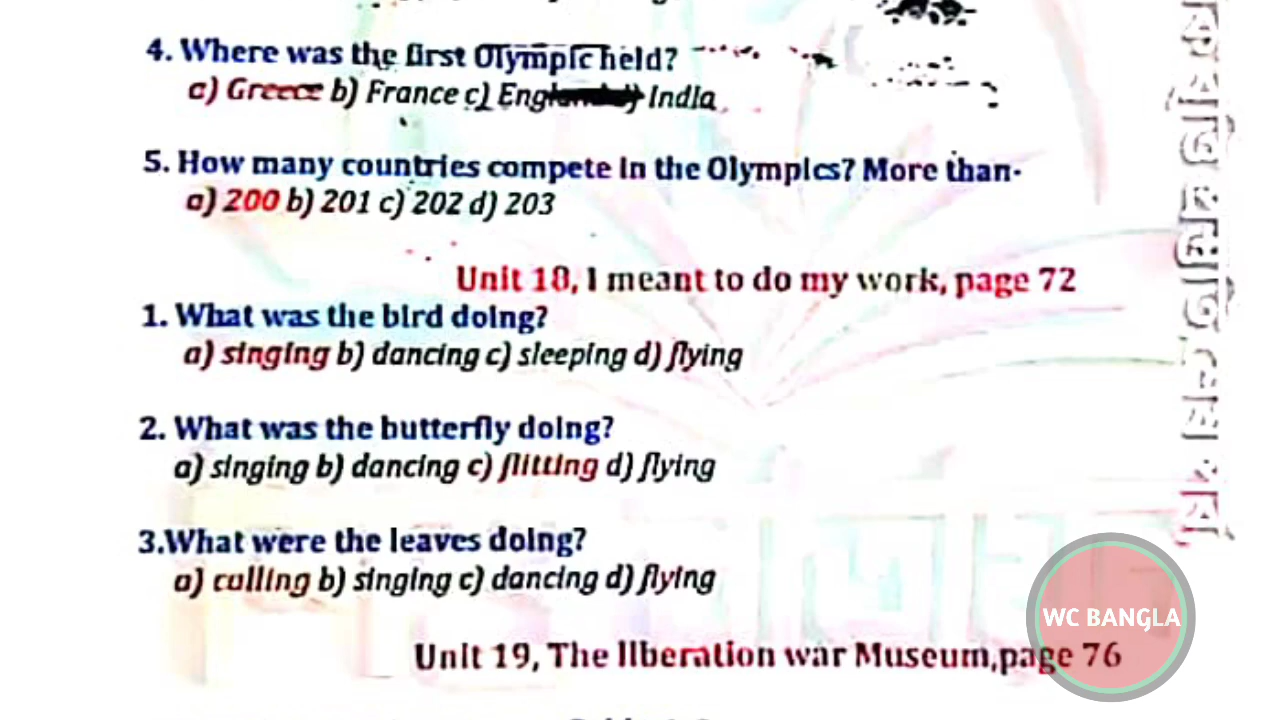 4. Where was the first Olympic held?
a) Greece b) France c) England d) India
5. How many countries compete in the Olympics? More than-
a) 200 b) 201 c) 202 d) 203
Unit 18, I meant to do my work, page 72
1. What was the bird doing?
a) singing b) dancing c) sleeping d) flying
2. What was the butterfly doing?
a) singing b) dancing c) flitting d) flying
3.What were the leaves doing?
a) calling b) singing c) dancing d) flying
WC BANGLA
Unit 19, The liberation war Museum,page 76